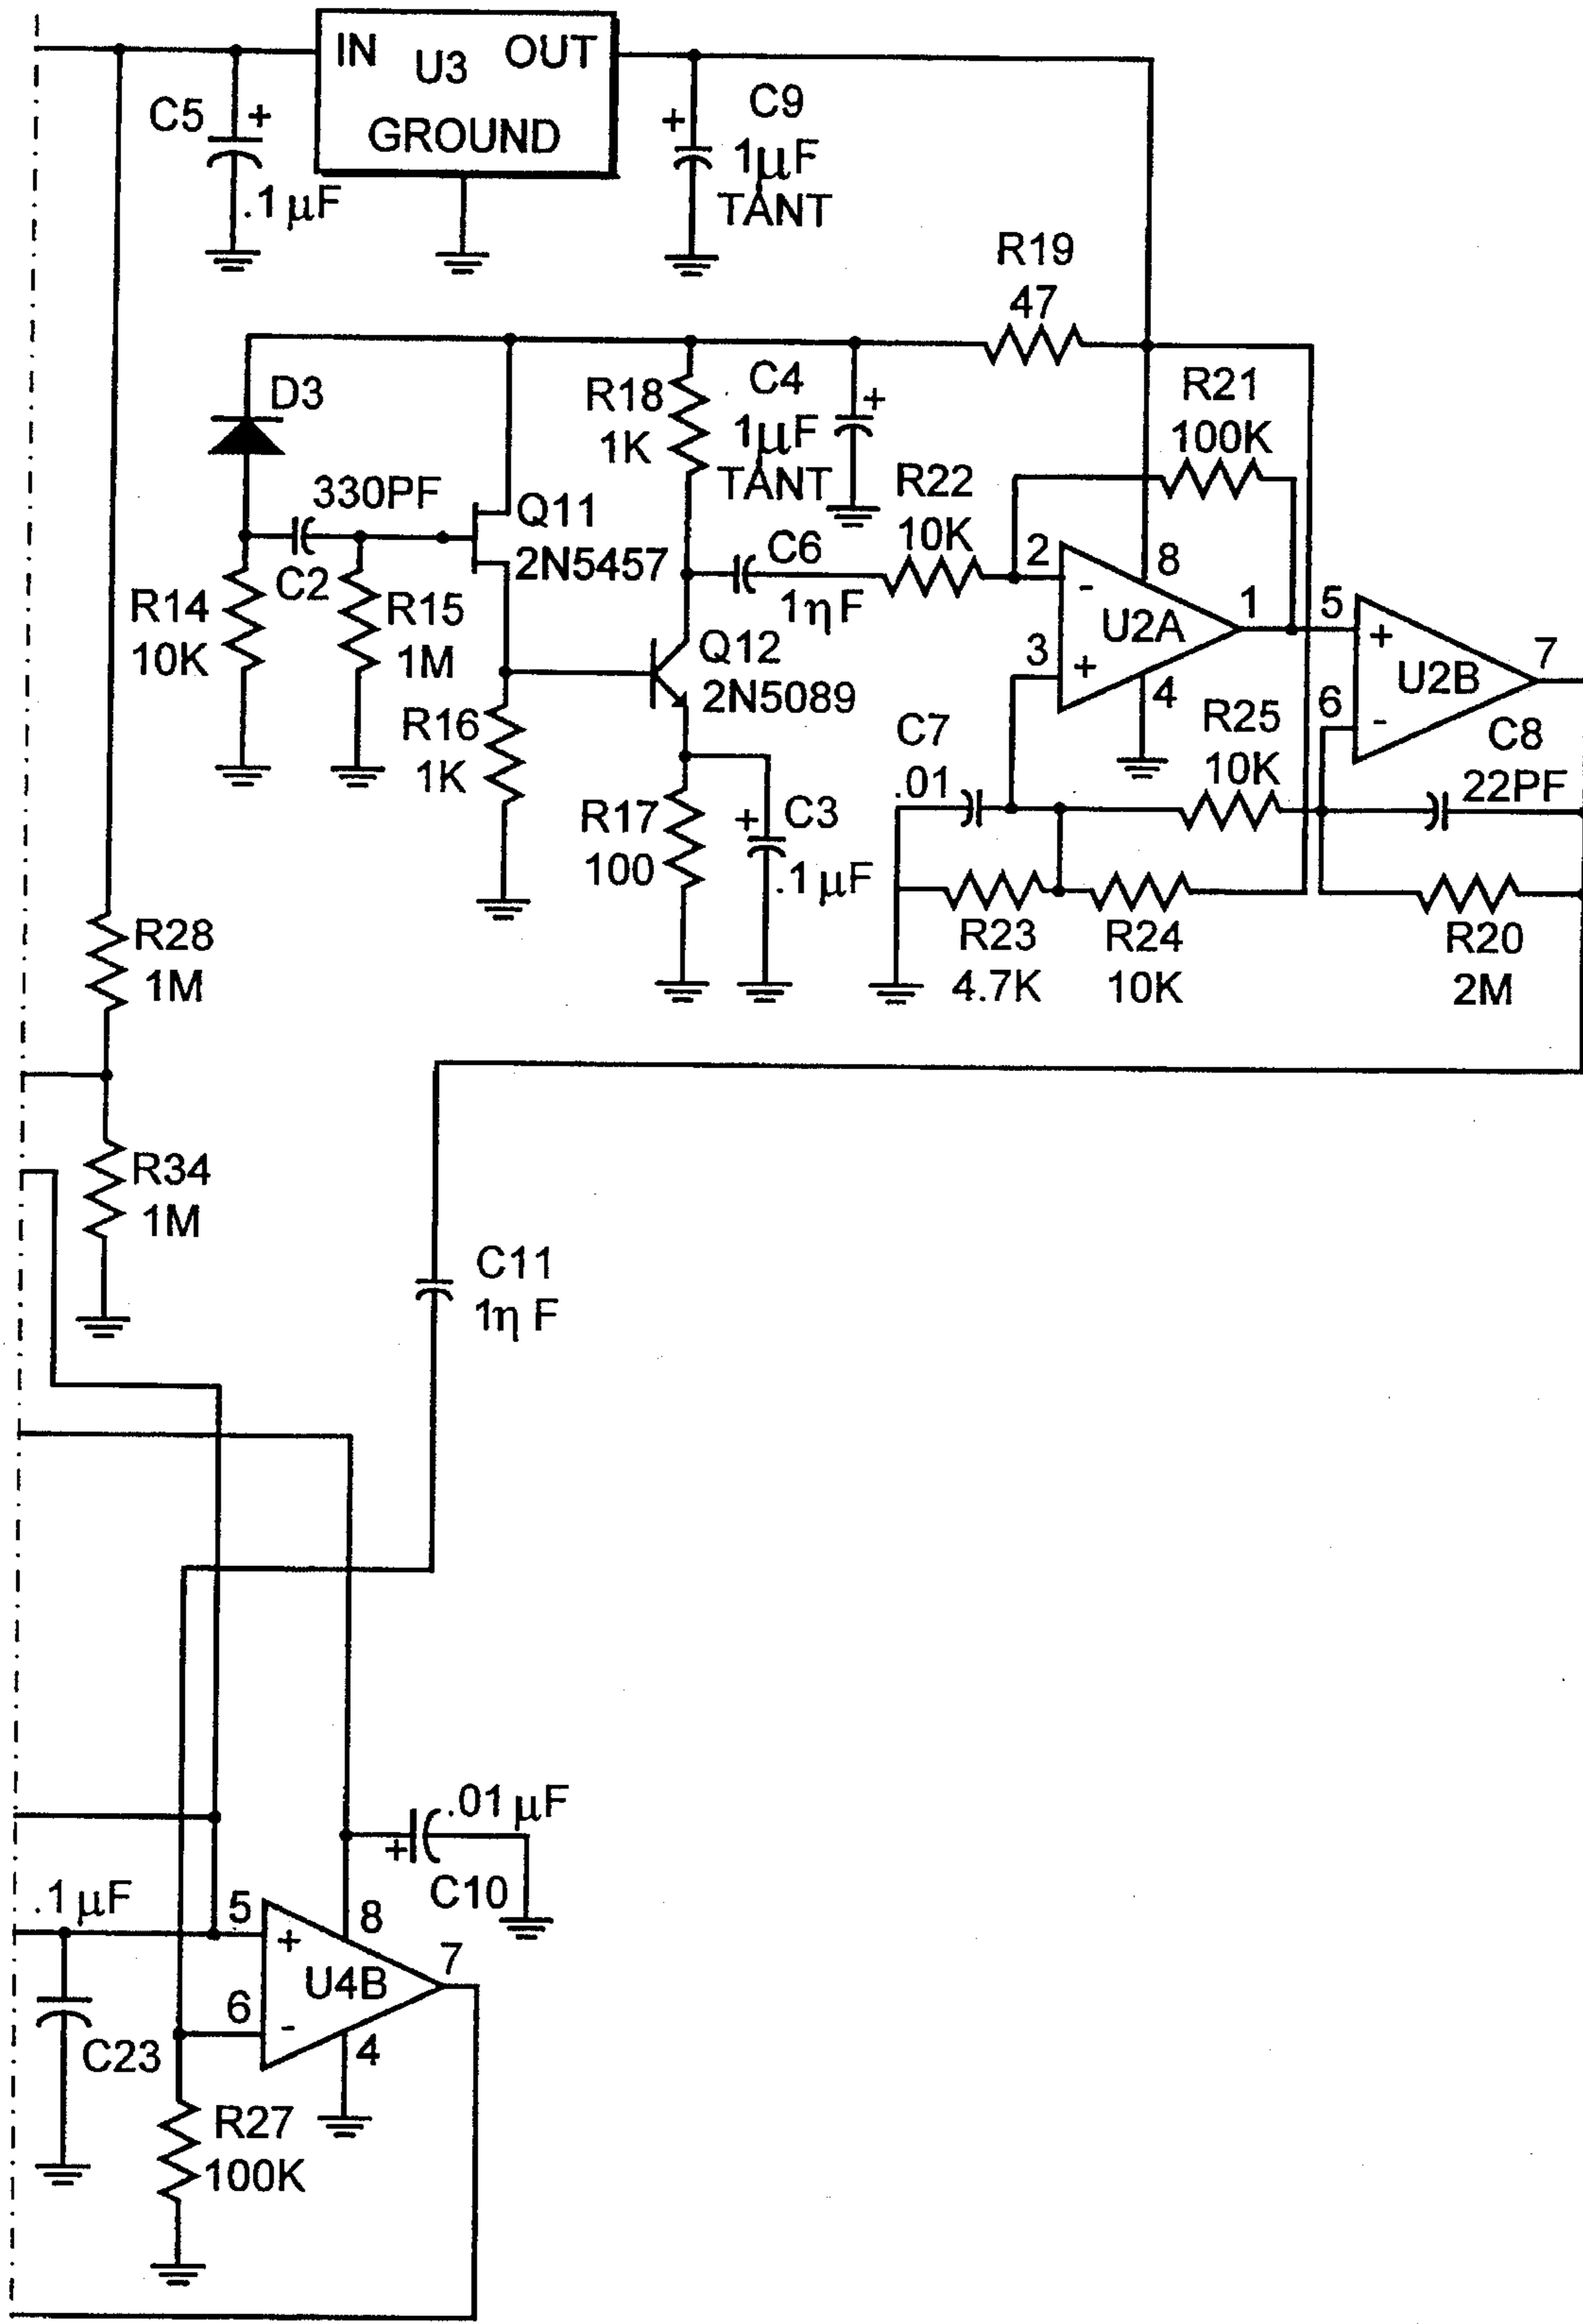 IN U3 OUT
GROUND
C5 +
.1μF
C9
+
1μF
TANT
R19
47
D3
R18
1K
C4
+
1μF
TANT
R21
100K
330PF
C2
Q11
2N5457
R22
10K
C6
1ηF
R14
10K
R15
1M
2
-
8
U2A
1
3
+
4
5
+
U2B
7
6
-
Q12
2N5089
R16
1K
C7
.01
R25
10K
C8
22PF
R17
100
+
C3
.1μF
R23
4.7K
R24
10K
R20
2M
R28
1M
R34
1M
C11
1η F
.01μF
+
C10
.1μF
5
+
8
U4B
7
6
-
4
C23
R27
100K